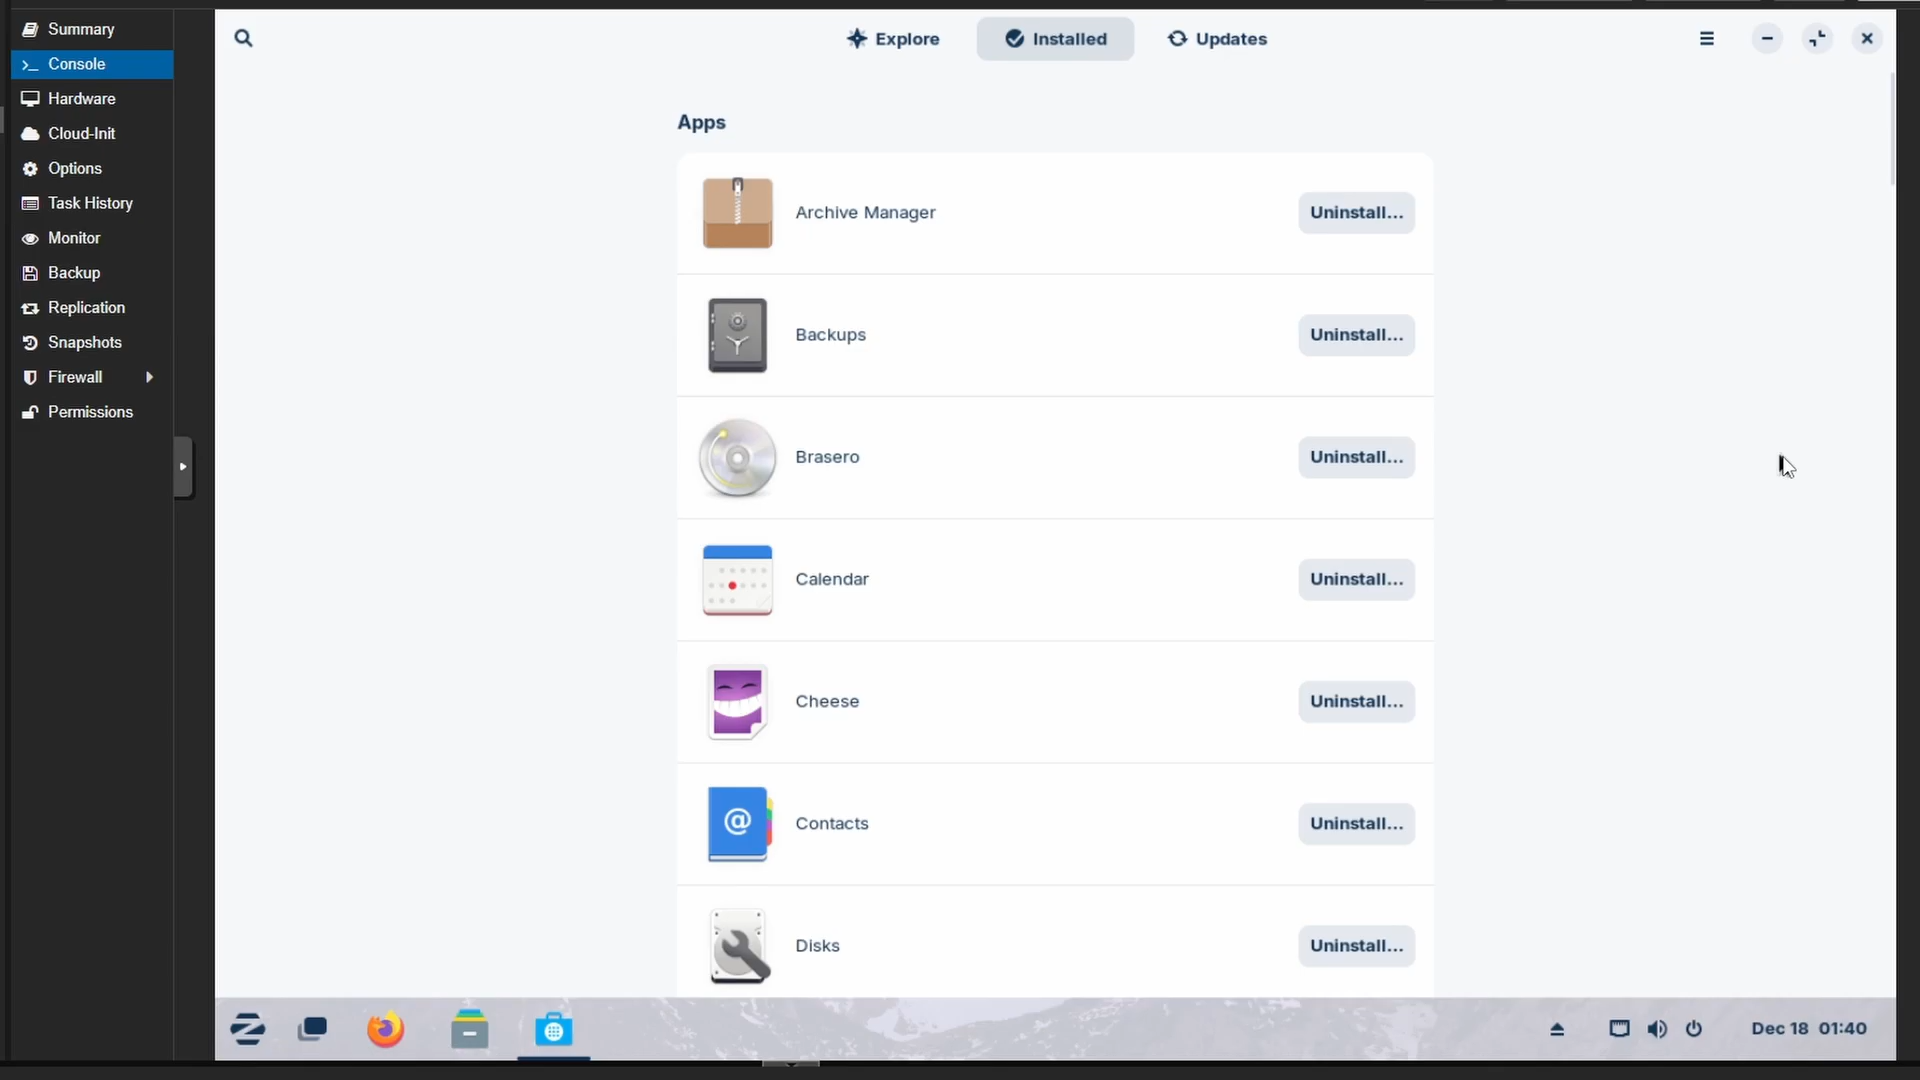 Summary
Console
Hardware
Cloud-Init
Options
Task History
Monitor
Backup
Replication
Snapshots
Firewall
Permissions
Explore
Installed
Updates
Apps
Archive Manager Uninstall...
Backups Uninstall...
Brasero Uninstall...
Calendar Uninstall...
Cheese Uninstall...
Contacts Uninstall...
Disks Uninstall...
Dec 18 01:40